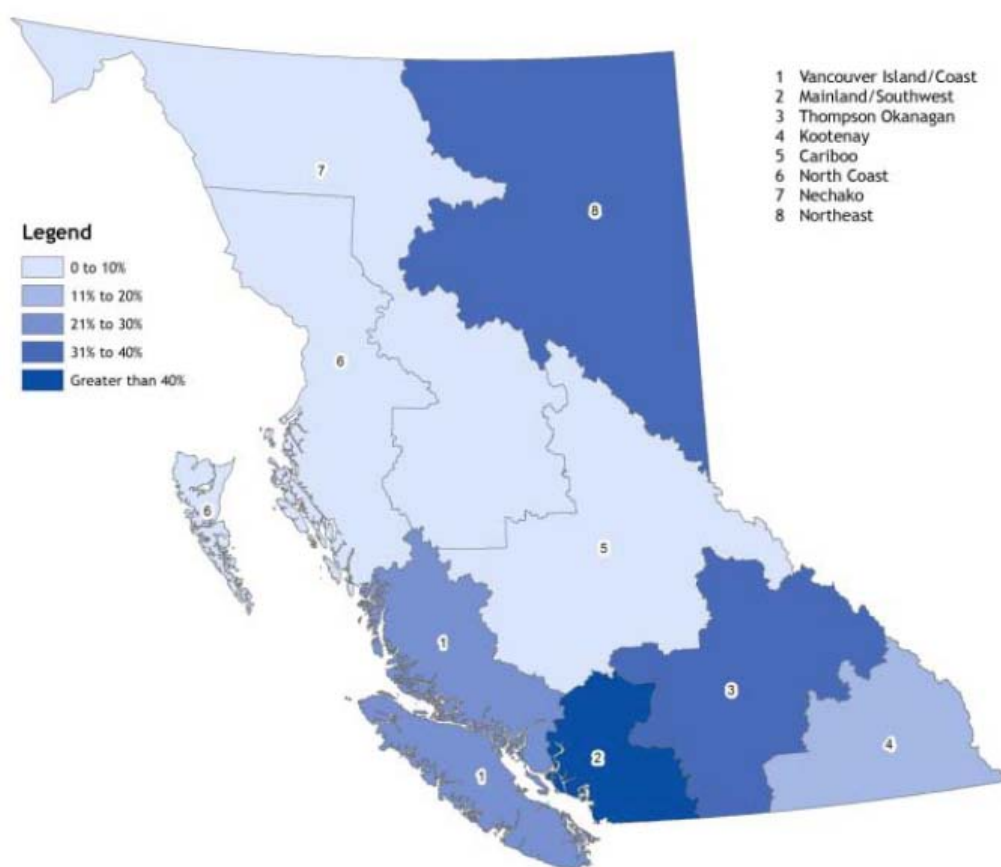 1 Vancouver Island/Coast
2 Mainland/Southwest
3 Thompson Okanagan
4 Kootenay
5 Cariboo
6 North Coast
7 Nechako
8 Northeast
7
8
Legend
0 to 10%
11% to 20%
21% to 30%
31% to 40%
Greater than 40%
6
6
5
1
3
4
2
1